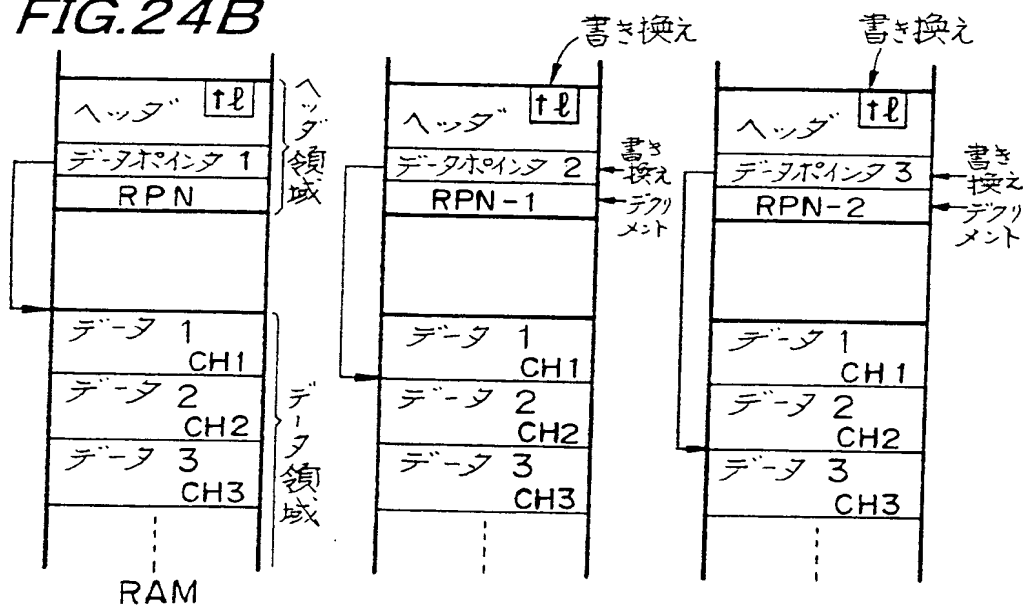 FIG.24B
ヘッダ tℓ
データポインタ 1
RPN
ヘッダ領域
データ 1
CH1
データ 2
CH2
データ 3
CH3
データ領域
RAM
書き換え
ヘッダ tℓ
データポインタ 2
書き
換え
RPN-1
デクリ
メント
データ 1
CH1
データ 2
CH2
データ 3
CH3
書き換え
ヘッダ tℓ
データポインタ 3
書き
換え
RPN-2
デクリ
メント
データ 1
CH1
データ 2
CH2
データ 3
CH3